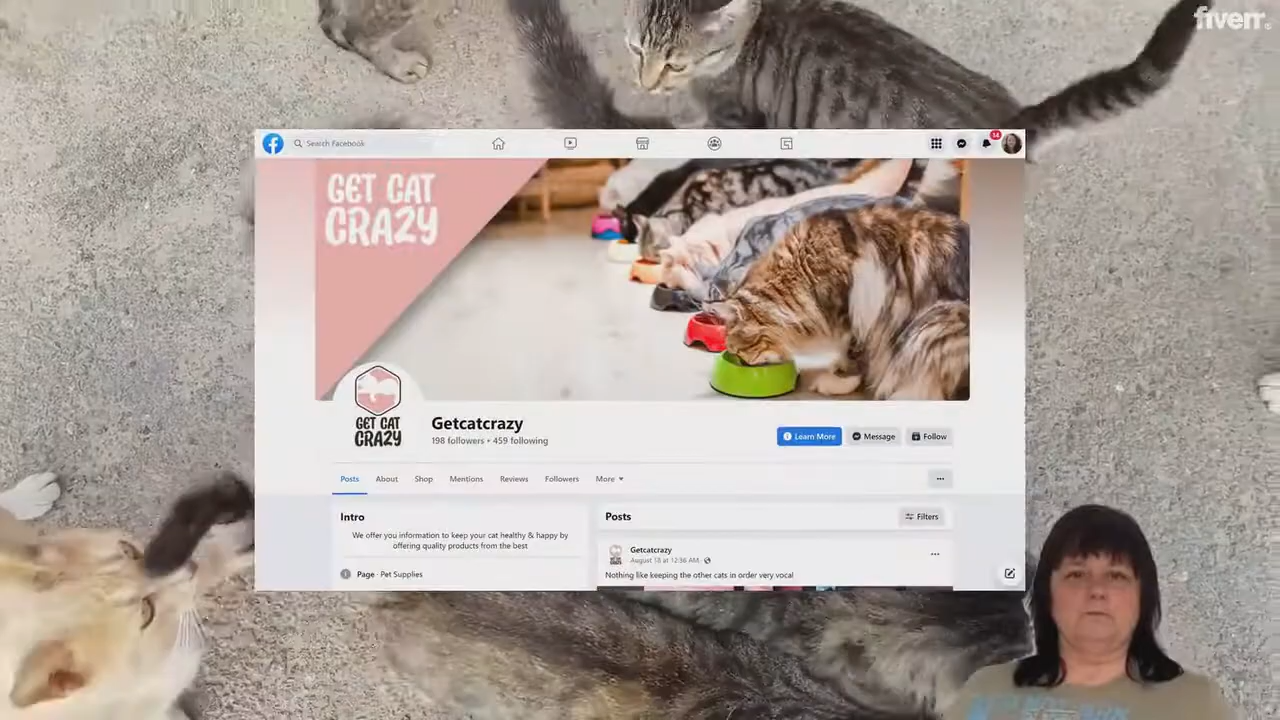 fiverr.
Search Facebook
14
GET CAT
CRAZY
GET CAT
CRAZY
Getcatcrazy
198 followers • 459 following
Learn More
Message
Follow
Posts
About
Shop
Mentions
Reviews
Followers
More
Intro
We offer you information to keep your cat healthy & happy by
offering quality products from the best
Page · Pet Supplies
Posts
Filters
Getcatcrazy
August 18 at 12:36 AM
Nothing like keeping the other cats in order very vocal